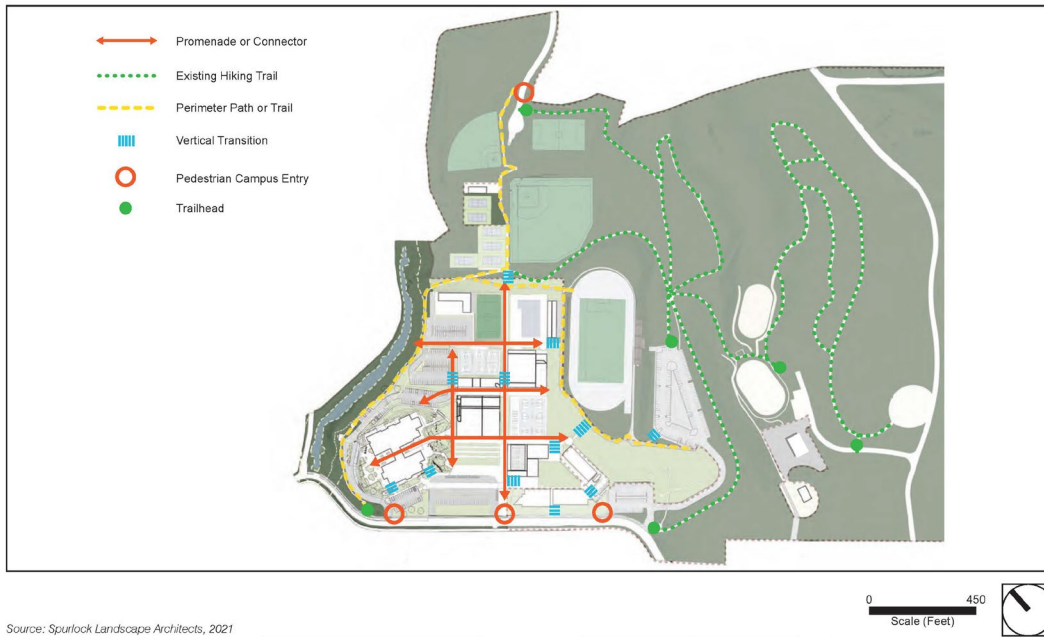 Promenade or Connector
Existing Hiking Trail
Perimeter Path or Trail
Vertical Transition
Pedestrian Campus Entry
Trailhead
0 450
Scale (Feet)
Source: Spurlock Landscape Architects, 2021